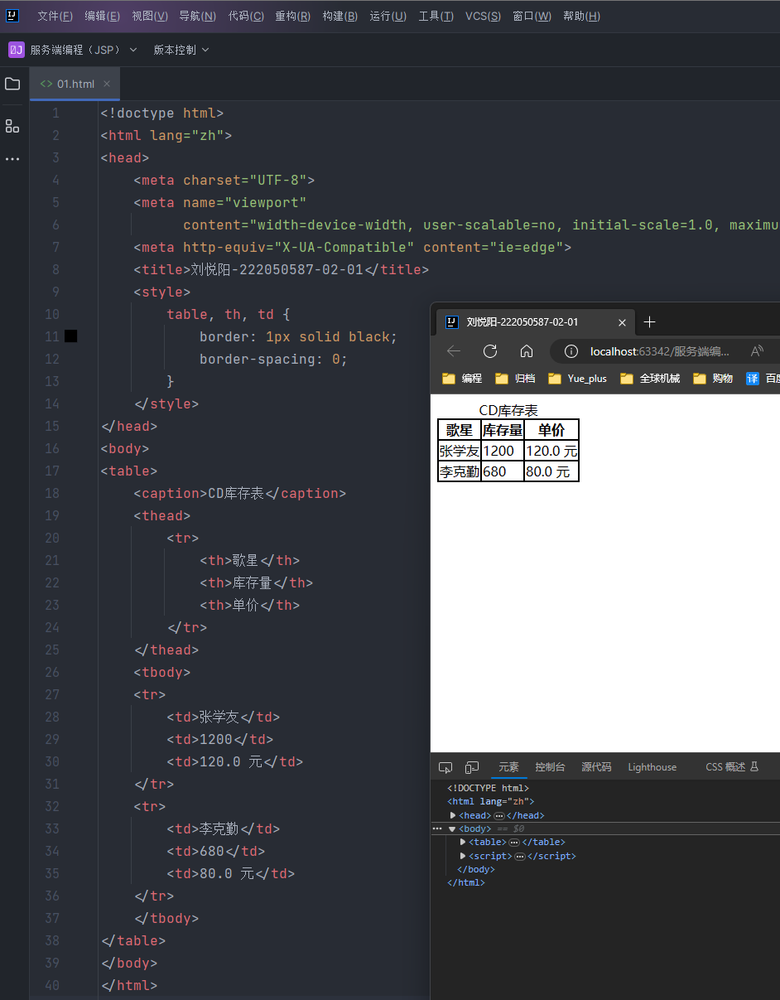 文件(F) 编辑(E) 视图(V) 导航(N) 代码(C) 重构(R) 构建(B) 运行(U) 工具(T) VCS(S) 窗口(W) 帮助(H)
IJ 服务端编程（JSP） 版本控制
<> 01.html
1 <!doctype html>
2 <html lang="zh">
3 <head>
4 <meta charset="UTF-8">
5 <meta name="viewport"
6 content="width=device-width, user-scalable=no, initial-scale=1.0, maximu
7 <meta http-equiv="X-UA-Compatible" content="ie=edge">
8 <title>刘悦阳-222050587-02-01</title>
9 <style>
10 table, th, td {
11 border: 1px solid black;
12 border-spacing: 0;
13 }
14 </style>
15 </head>
16 <body>
17 <table>
18 <caption>CD库存表</caption>
19 <thead>
20 <tr>
21 <th>歌星</th>
22 <th>库存量</th>
23 <th>单价</th>
24 </tr>
25 </thead>
26 <tbody>
27 <tr>
28 <td>张学友</td>
29 <td>1200</td>
30 <td>120.0 元</td>
31 </tr>
32 <tr>
33 <td>李克勤</td>
34 <td>680</td>
35 <td>80.0 元</td>
36 </tr>
37 </tbody>
38 </table>
39 </body>
40 </html>
刘悦阳-222050587-02-01
localhost:63342/服务端编...
编程 归档 Yue_plus 全球机械 购物 译 百度
CD库存表
歌星 库存量 单价
张学友 1200 120.0 元
李克勤 680 80.0 元
元素 控制台 源代码 Lighthouse CSS 概述
<!DOCTYPE html>
<html lang="zh">
<head>…</head>
<body> == $0
<table>…</table>
<script>…</script>
</body>
</html>